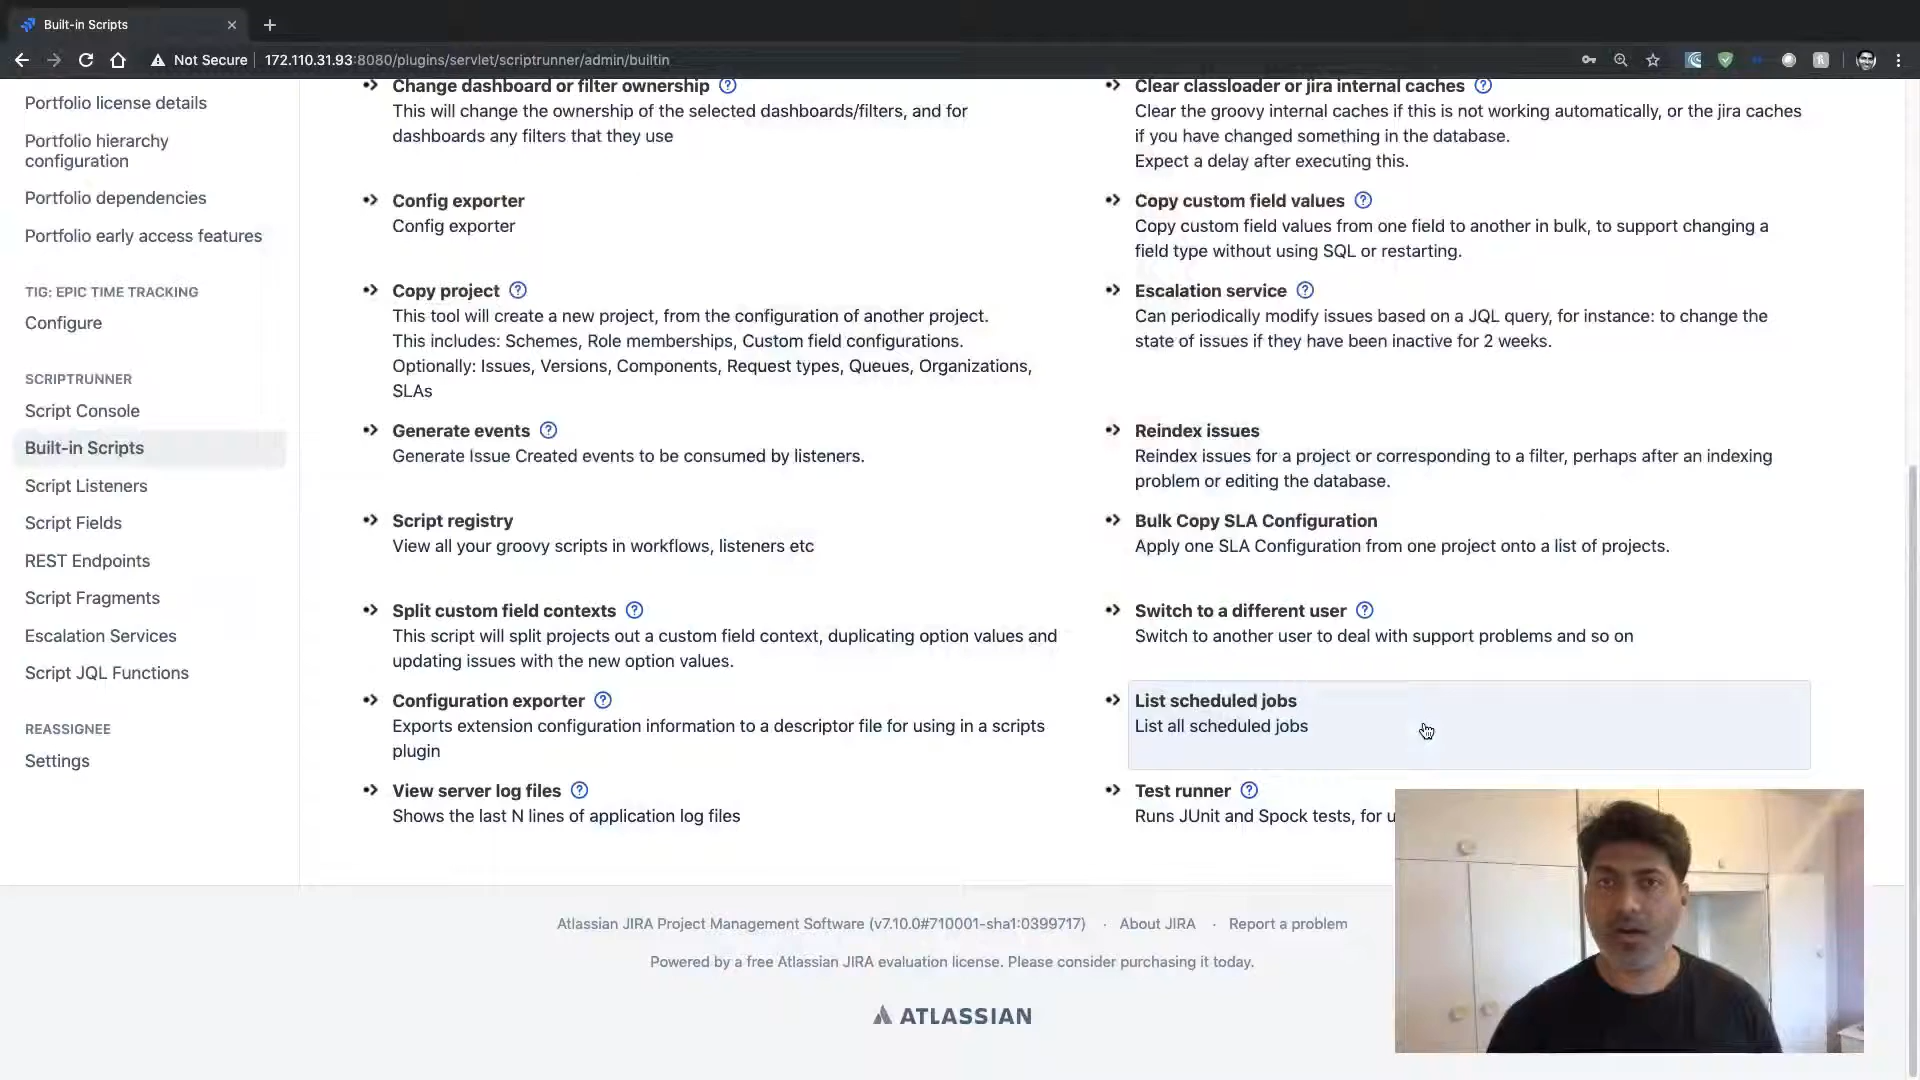 Built-in Scripts
Not Secure
172.110.31.93:8080/plugins/servlet/scriptrunner/admin/builtin
Portfolio license details
Portfolio hierarchy
configuration
Portfolio dependencies
Portfolio early access features
TIG: EPIC TIME TRACKING
Configure
SCRIPTRUNNER
Script Console
Built-in Scripts
Script Listeners
Script Fields
REST Endpoints
Script Fragments
Escalation Services
Script JQL Functions
REASSIGNEE
Settings
Change dashboard or filter ownership
This will change the ownership of the selected dashboards/filters, and for
dashboards any filters that they use
Clear classloader or jira internal caches
Clear the groovy internal caches if this is not working automatically, or the jira caches
if you have changed something in the database.
Expect a delay after executing this.
Config exporter
Config exporter
Copy custom field values
Copy custom field values from one field to another in bulk, to support changing a
field type without using SQL or restarting.
Copy project
This tool will create a new project, from the configuration of another project.
This includes: Schemes, Role memberships, Custom field configurations.
Optionally: Issues, Versions, Components, Request types, Queues, Organizations,
SLAs
Escalation service
Can periodically modify issues based on a JQL query, for instance: to change the
state of issues if they have been inactive for 2 weeks.
Generate events
Generate Issue Created events to be consumed by listeners.
Reindex issues
Reindex issues for a project or corresponding to a filter, perhaps after an indexing
problem or editing the database.
Script registry
View all your groovy scripts in workflows, listeners etc
Bulk Copy SLA Configuration
Apply one SLA Configuration from one project onto a list of projects.
Split custom field contexts
This script will split projects out a custom field context, duplicating option values and
updating issues with the new option values.
Switch to a different user
Switch to another user to deal with support problems and so on
Configuration exporter
Exports extension configuration information to a descriptor file for using in a scripts
plugin
List scheduled jobs
List all scheduled jobs
View server log files
Shows the last N lines of application log files
Test runner
Runs JUnit and Spock tests, for u
Atlassian JIRA Project Management Software (v7.10.0#710001-sha1:0399717) · About JIRA · Report a problem
Powered by a free Atlassian JIRA evaluation license. Please consider purchasing it today.
ATLASSIAN